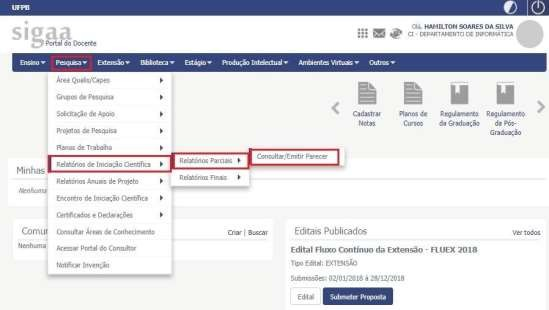 UFPB
sigaa
Portal do Docente
Olá, HAMILTON SOARES DA SILVA
CI - DEPARTAMENTO DE INFORMÁTICA
Ensino Pesquisa Extensão Biblioteca Estágio Produção Intelectual Ambientes Virtuais Outros
Área Qualis/Capes
Grupos de Pesquisa
Solicitação de Apoio
Projetos de Pesquisa
Planos de Trabalho
Relatórios de Iniciação Científica
Relatórios Anuais de Projeto
Encontro de Iniciação Científica
Certificados e Declarações
Consultar Áreas de Conhecimento
Acessar Portal do Consultor
Notificar Invenção
Relatórios Parciais
Relatórios Finais
Consultar/Emitir Parecer
Cadastrar
Notas
Planos de
Cursos
Regulamento
da Graduação
Regulamento
de Pós-
Graduação
Minhas
Nenhuma
Comu
Criar | Buscar
Nenhuma
Editais Publicados
Ver todos
Edital Fluxo Contínuo da Extensão - FLUEX 2018
Tipo Edital: EXTENSÃO
Submissões: 02/01/2018 à 28/12/2018
Edital
Submeter Proposta